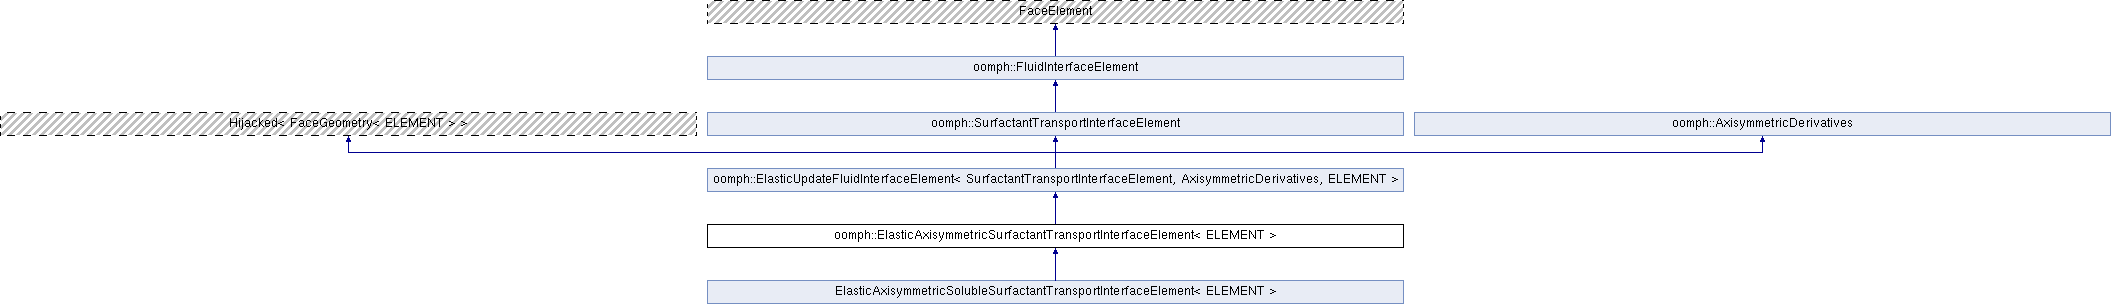 FaceElement
oomph::FluidInterfaceElement
Hijacked< FaceGeometry< ELEMENT > >
oomph::SurfactantTransportInterfaceElement
oomph::AxisymmetricDerivatives
oomph::ElasticUpdateFluidInterfaceElement< SurfactantTransportInterfaceElement, AxisymmetricDerivatives, ELEMENT >
oomph::ElasticAxisymmetricSurfactantTransportInterfaceElement< ELEMENT >
ElasticAxisymmetricSolubleSurfactantTransportInterfaceElement< ELEMENT >